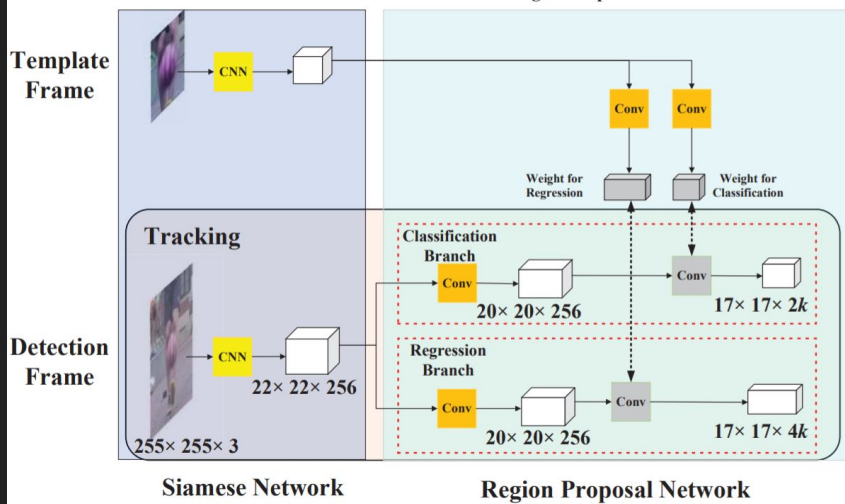 Template
Frame
CNN
Conv
Conv
Weight for
Regression
Weight for
Classification
Tracking
Classification
Branch
Conv
20× 20× 256
Conv
17× 17× 2k
Detection
Frame
CNN
22× 22× 256
255× 255× 3
Regression
Branch
Conv
20× 20× 256
Conv
17× 17× 4k
Siamese Network
Region Proposal Network